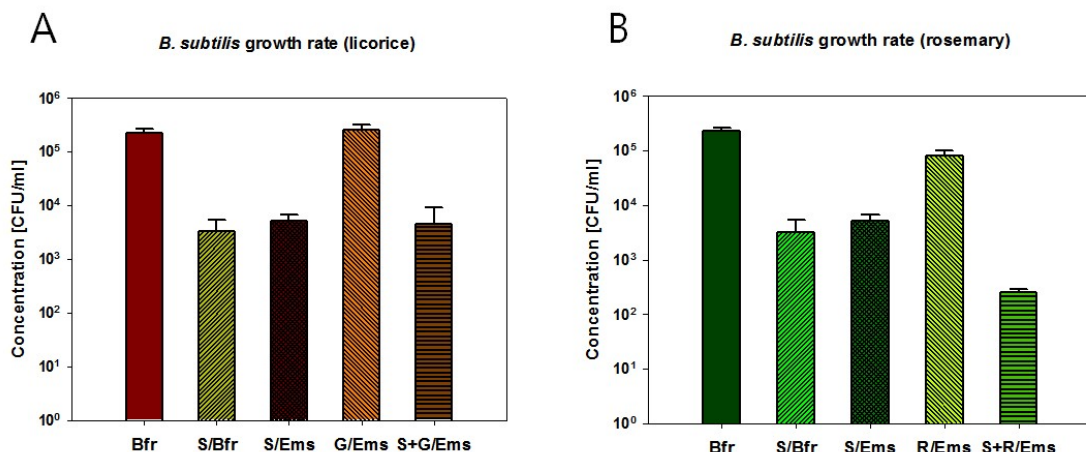 A
B. subtilis growth rate (licorice)
Concentration [CFU/ml]
10⁶
10⁵
10⁴
10³
10²
10¹
10⁰
Bfr S/Bfr S/Ems G/Ems S+G/Ems
B
B. subtilis growth rate (rosemary)
Concentration [CFU/ml]
10⁶
10⁵
10⁴
10³
10²
10¹
10⁰
Bfr S/Bfr S/Ems R/Ems S+R/Ems